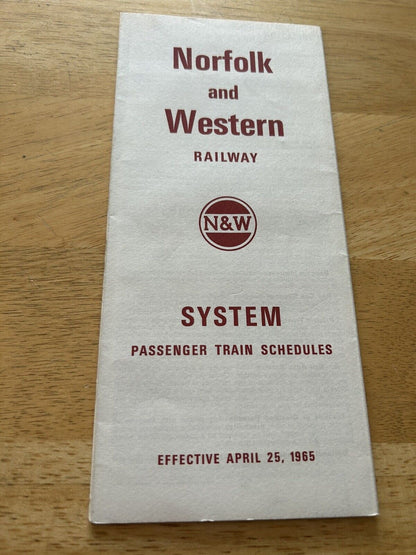 Norfolk
and
Western
RAILWAY
N&W
SYSTEM
PASSENGER TRAIN SCHEDULES
EFFECTIVE APRIL 25, 1965